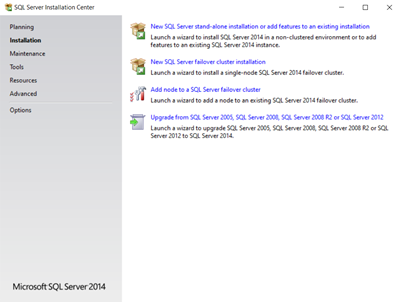 SQL Server Installation Center
Planning
Installation
Maintenance
Tools
Resources
Advanced
Options
New SQL Server stand-alone installation or add features to an existing installation
Launch a wizard to install SQL Server 2014 in a non-clustered environment or to add
features to an existing SQL Server 2014 instance.
New SQL Server failover cluster installation
Launch a wizard to install a single-node SQL Server 2014 failover cluster.
Add node to a SQL Server failover cluster
Launch a wizard to add a node to an existing SQL Server 2014 failover cluster.
Upgrade from SQL Server 2005, SQL Server 2008, SQL Server 2008 R2 or SQL Server 2012
Launch a wizard to upgrade SQL Server 2005, SQL Server 2008, SQL Server 2008 R2 or SQL
Server 2012 to SQL Server 2014.
Microsoft SQL Server 2014